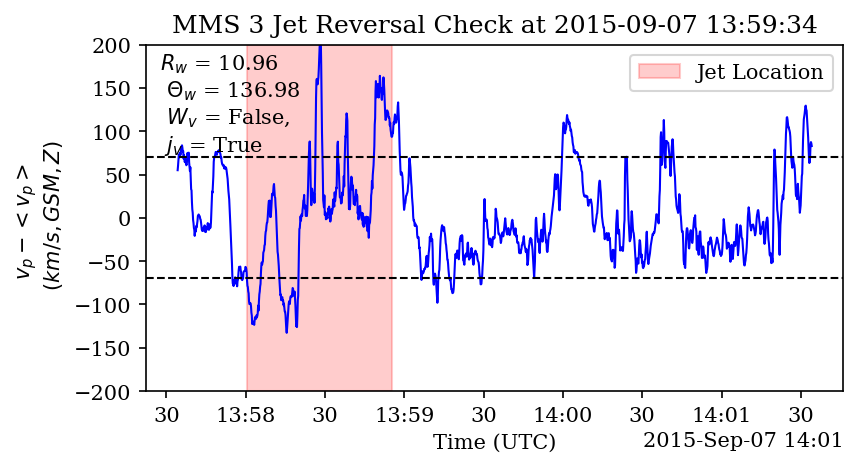 MMS 3 Jet Reversal Check at 2015-09-07 13:59:34
R_w = 10.96
Θ_w = 136.98
W_v = False,
j_v = True
Jet Location
200
150
100
50
0
−50
−100
−150
−200
v_p − < v_p >
(km/s, GSM, Z)
30 13:58 30 13:59 30 14:00 30 14:01 30
Time (UTC)
2015-Sep-07 14:01